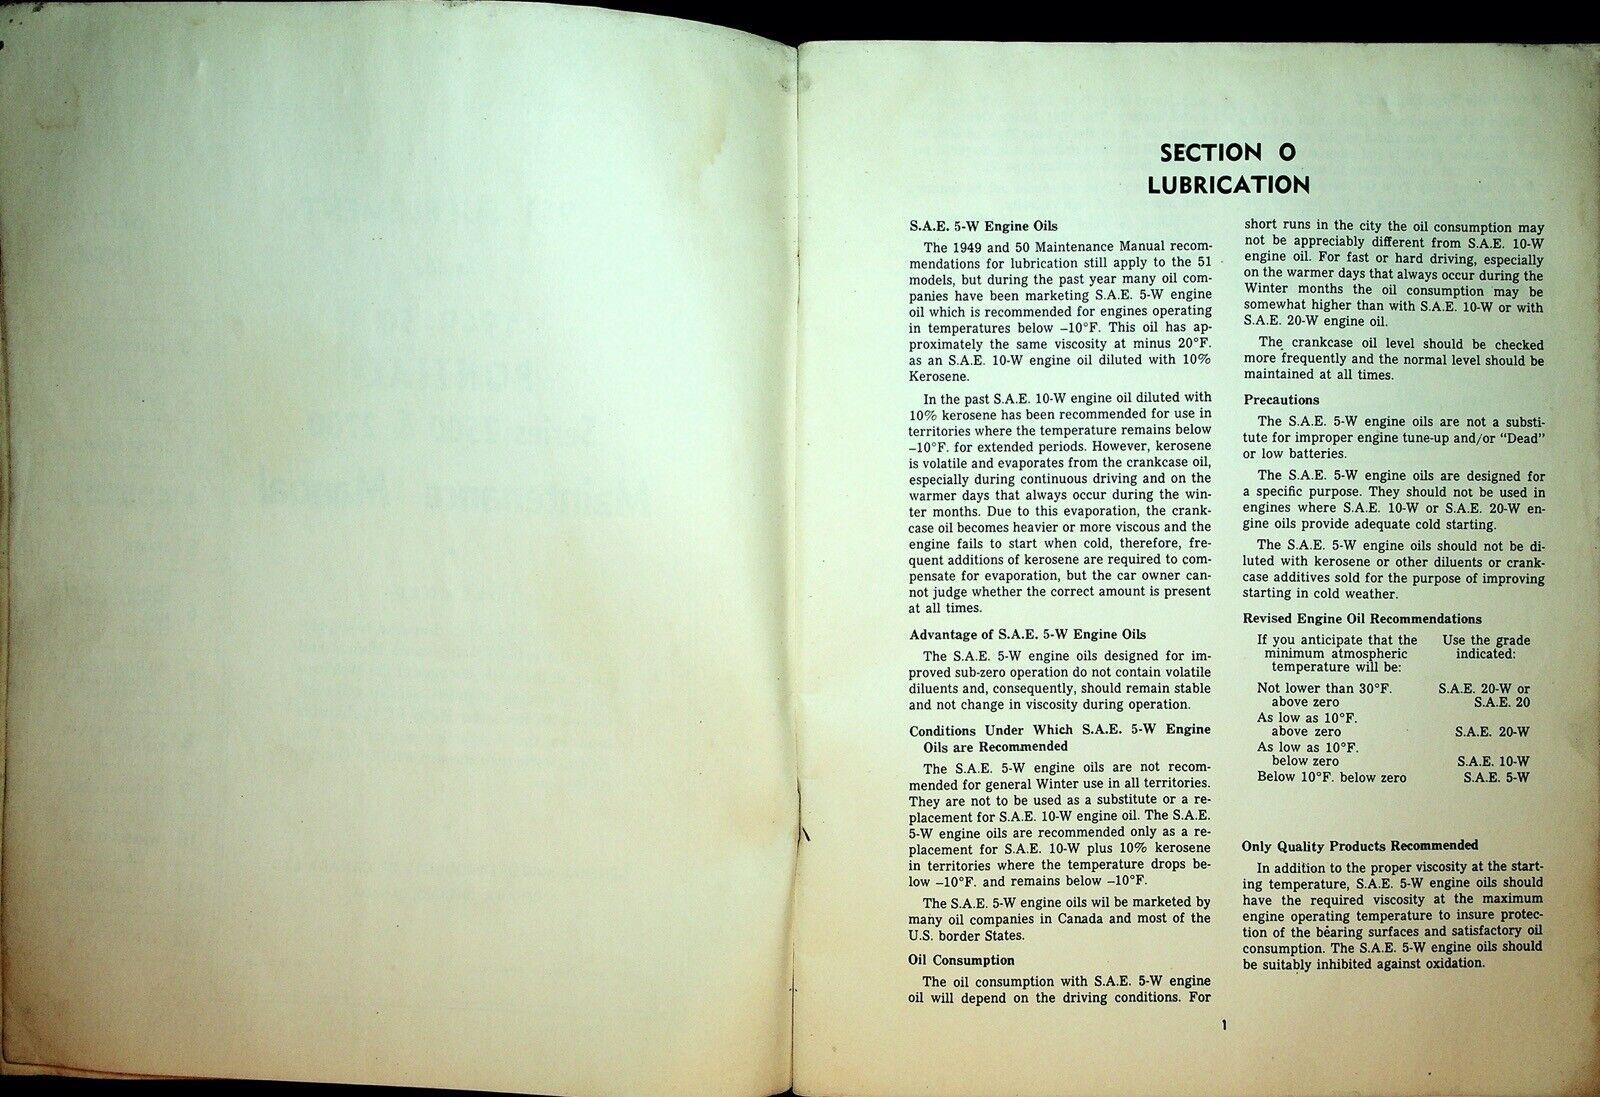 SECTION O
LUBRICATION
S.A.E. 5-W Engine Oils
The 1949 and 50 Maintenance Manual recom-
mendations for lubrication still apply to the 51
models, but during the past year many oil com-
panies have been marketing S.A.E. 5-W engine
oil which is recommended for engines operating
in temperatures below –10°F. This oil has ap-
proximately the same viscosity at minus 20°F.
as an S.A.E. 10-W engine oil diluted with 10%
Kerosene.
In the past S.A.E. 10-W engine oil diluted with
10% kerosene has been recommended for use in
territories where the temperature remains below
–10°F. for extended periods. However, kerosene
is volatile and evaporates from the crankcase oil,
especially during continuous driving and on the
warmer days that always occur during the win-
ter months. Due to this evaporation, the crank-
case oil becomes heavier or more viscous and the
engine fails to start when cold, therefore, fre-
quent additions of kerosene are required to com-
pensate for evaporation, but the car owner can-
not judge whether the correct amount is present
at all times.
Advantage of S.A.E. 5-W Engine Oils
The S.A.E. 5-W engine oils designed for im-
proved sub-zero operation do not contain volatile
diluents and, consequently, should remain stable
and not change in viscosity during operation.
Conditions Under Which S.A.E. 5-W Engine
Oils are Recommended
The S.A.E. 5-W engine oils are not recom-
mended for general Winter use in all territories.
They are not to be used as a substitute or a re-
placement for S.A.E. 10-W engine oil. The S.A.E.
5-W engine oils are recommended only as a re-
placement for S.A.E. 10-W plus 10% kerosene
in territories where the temperature drops be-
low –10°F. and remains below –10°F.
The S.A.E. 5-W engine oils wil be marketed by
many oil companies in Canada and most of the
U.S. border States.
Oil Consumption
The oil consumption with S.A.E. 5-W engine
oil will depend on the driving conditions. For
short runs in the city the oil consumption may
not be appreciably different from S.A.E. 10-W
engine oil. For fast or hard driving, especially
on the warmer days that always occur during the
Winter months the oil consumption may be
somewhat higher than with S.A.E. 10-W or with
S.A.E. 20-W engine oil.
The crankcase oil level should be checked
more frequently and the normal level should be
maintained at all times.
Precautions
The S.A.E. 5-W engine oils are not a substi-
tute for improper engine tune-up and/or “Dead”
or low batteries.
The S.A.E. 5-W engine oils are designed for
a specific purpose. They should not be used in
engines where S.A.E. 10-W or S.A.E. 20-W en-
gine oils provide adequate cold starting.
The S.A.E. 5-W engine oils should not be di-
luted with kerosene or other diluents or crank-
case additives sold for the purpose of improving
starting in cold weather.
Revised Engine Oil Recommendations
If you anticipate that the Use the grade
minimum atmospheric indicated:
temperature will be:
Not lower than 30°F. S.A.E. 20-W or
above zero S.A.E. 20
As low as 10°F.
above zero S.A.E. 20-W
As low as 10°F.
below zero S.A.E. 10-W
Below 10°F. below zero S.A.E. 5-W
Only Quality Products Recommended
In addition to the proper viscosity at the start-
ing temperature, S.A.E. 5-W engine oils should
have the required viscosity at the maximum
engine operating temperature to insure protec-
tion of the bearing surfaces and satisfactory oil
consumption. The S.A.E. 5-W engine oils should
be suitably inhibited against oxidation.
1